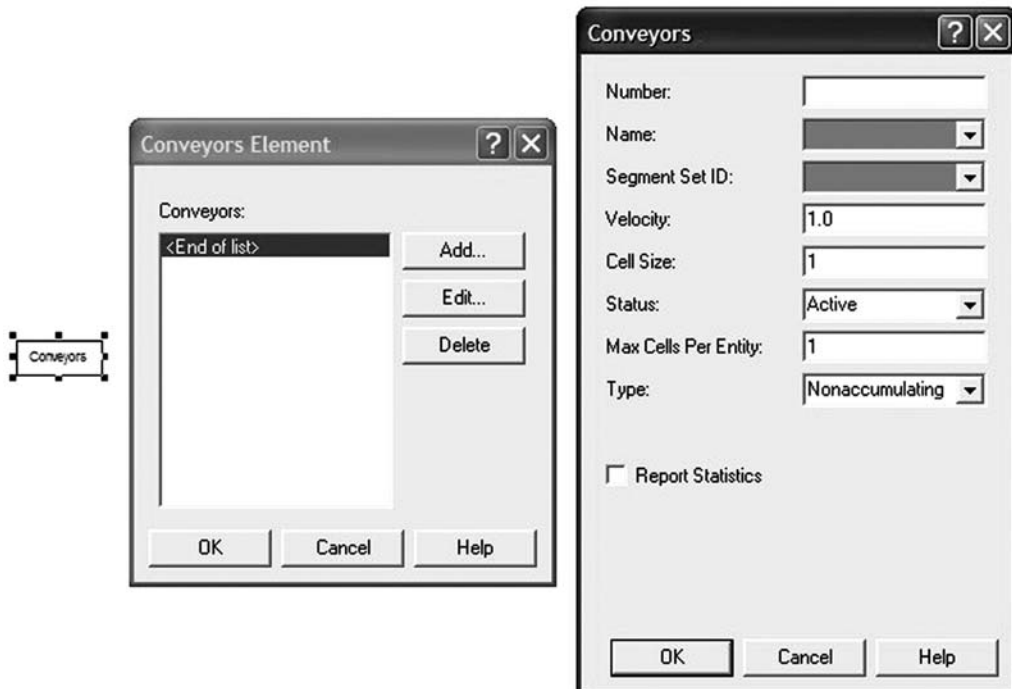 Conveyors
Conveyors Element
Conveyors:
<End of list>
Add...
Edit...
Delete
OK Cancel Help
Conveyors
Number:
Name:
Segment Set ID:
Velocity: 1.0
Cell Size: 1
Status: Active
Max Cells Per Entity: 1
Type: Nonaccumulating
Report Statistics
OK Cancel Help